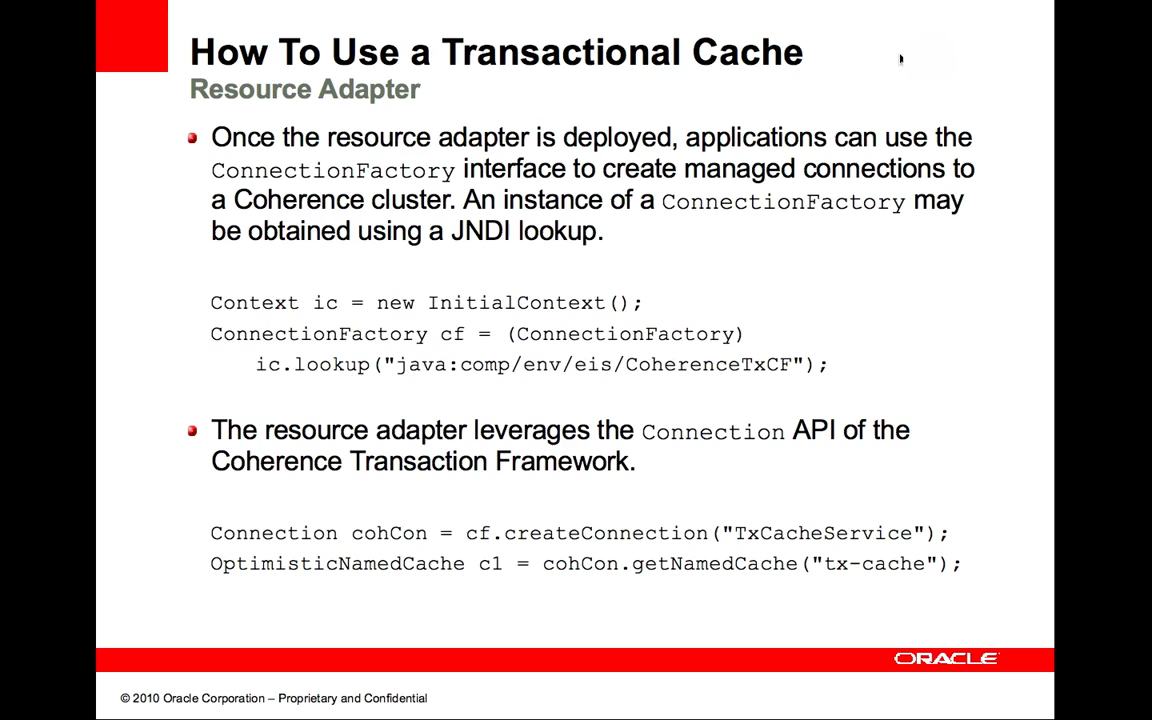 How To Use a Transactional Cache
Resource Adapter
Once the resource adapter is deployed, applications can use the
ConnectionFactory interface to create managed connections to
a Coherence cluster. An instance of a ConnectionFactory may
be obtained using a JNDI lookup.
Context ic = new InitialContext();
ConnectionFactory cf = (ConnectionFactory)
ic.lookup("java:comp/env/eis/CoherenceTxCF");
The resource adapter leverages the Connection API of the
Coherence Transaction Framework.
Connection cohCon = cf.createConnection("TxCacheService");
OptimisticNamedCache c1 = cohCon.getNamedCache("tx-cache");
ORACLE
© 2010 Oracle Corporation – Proprietary and Confidential